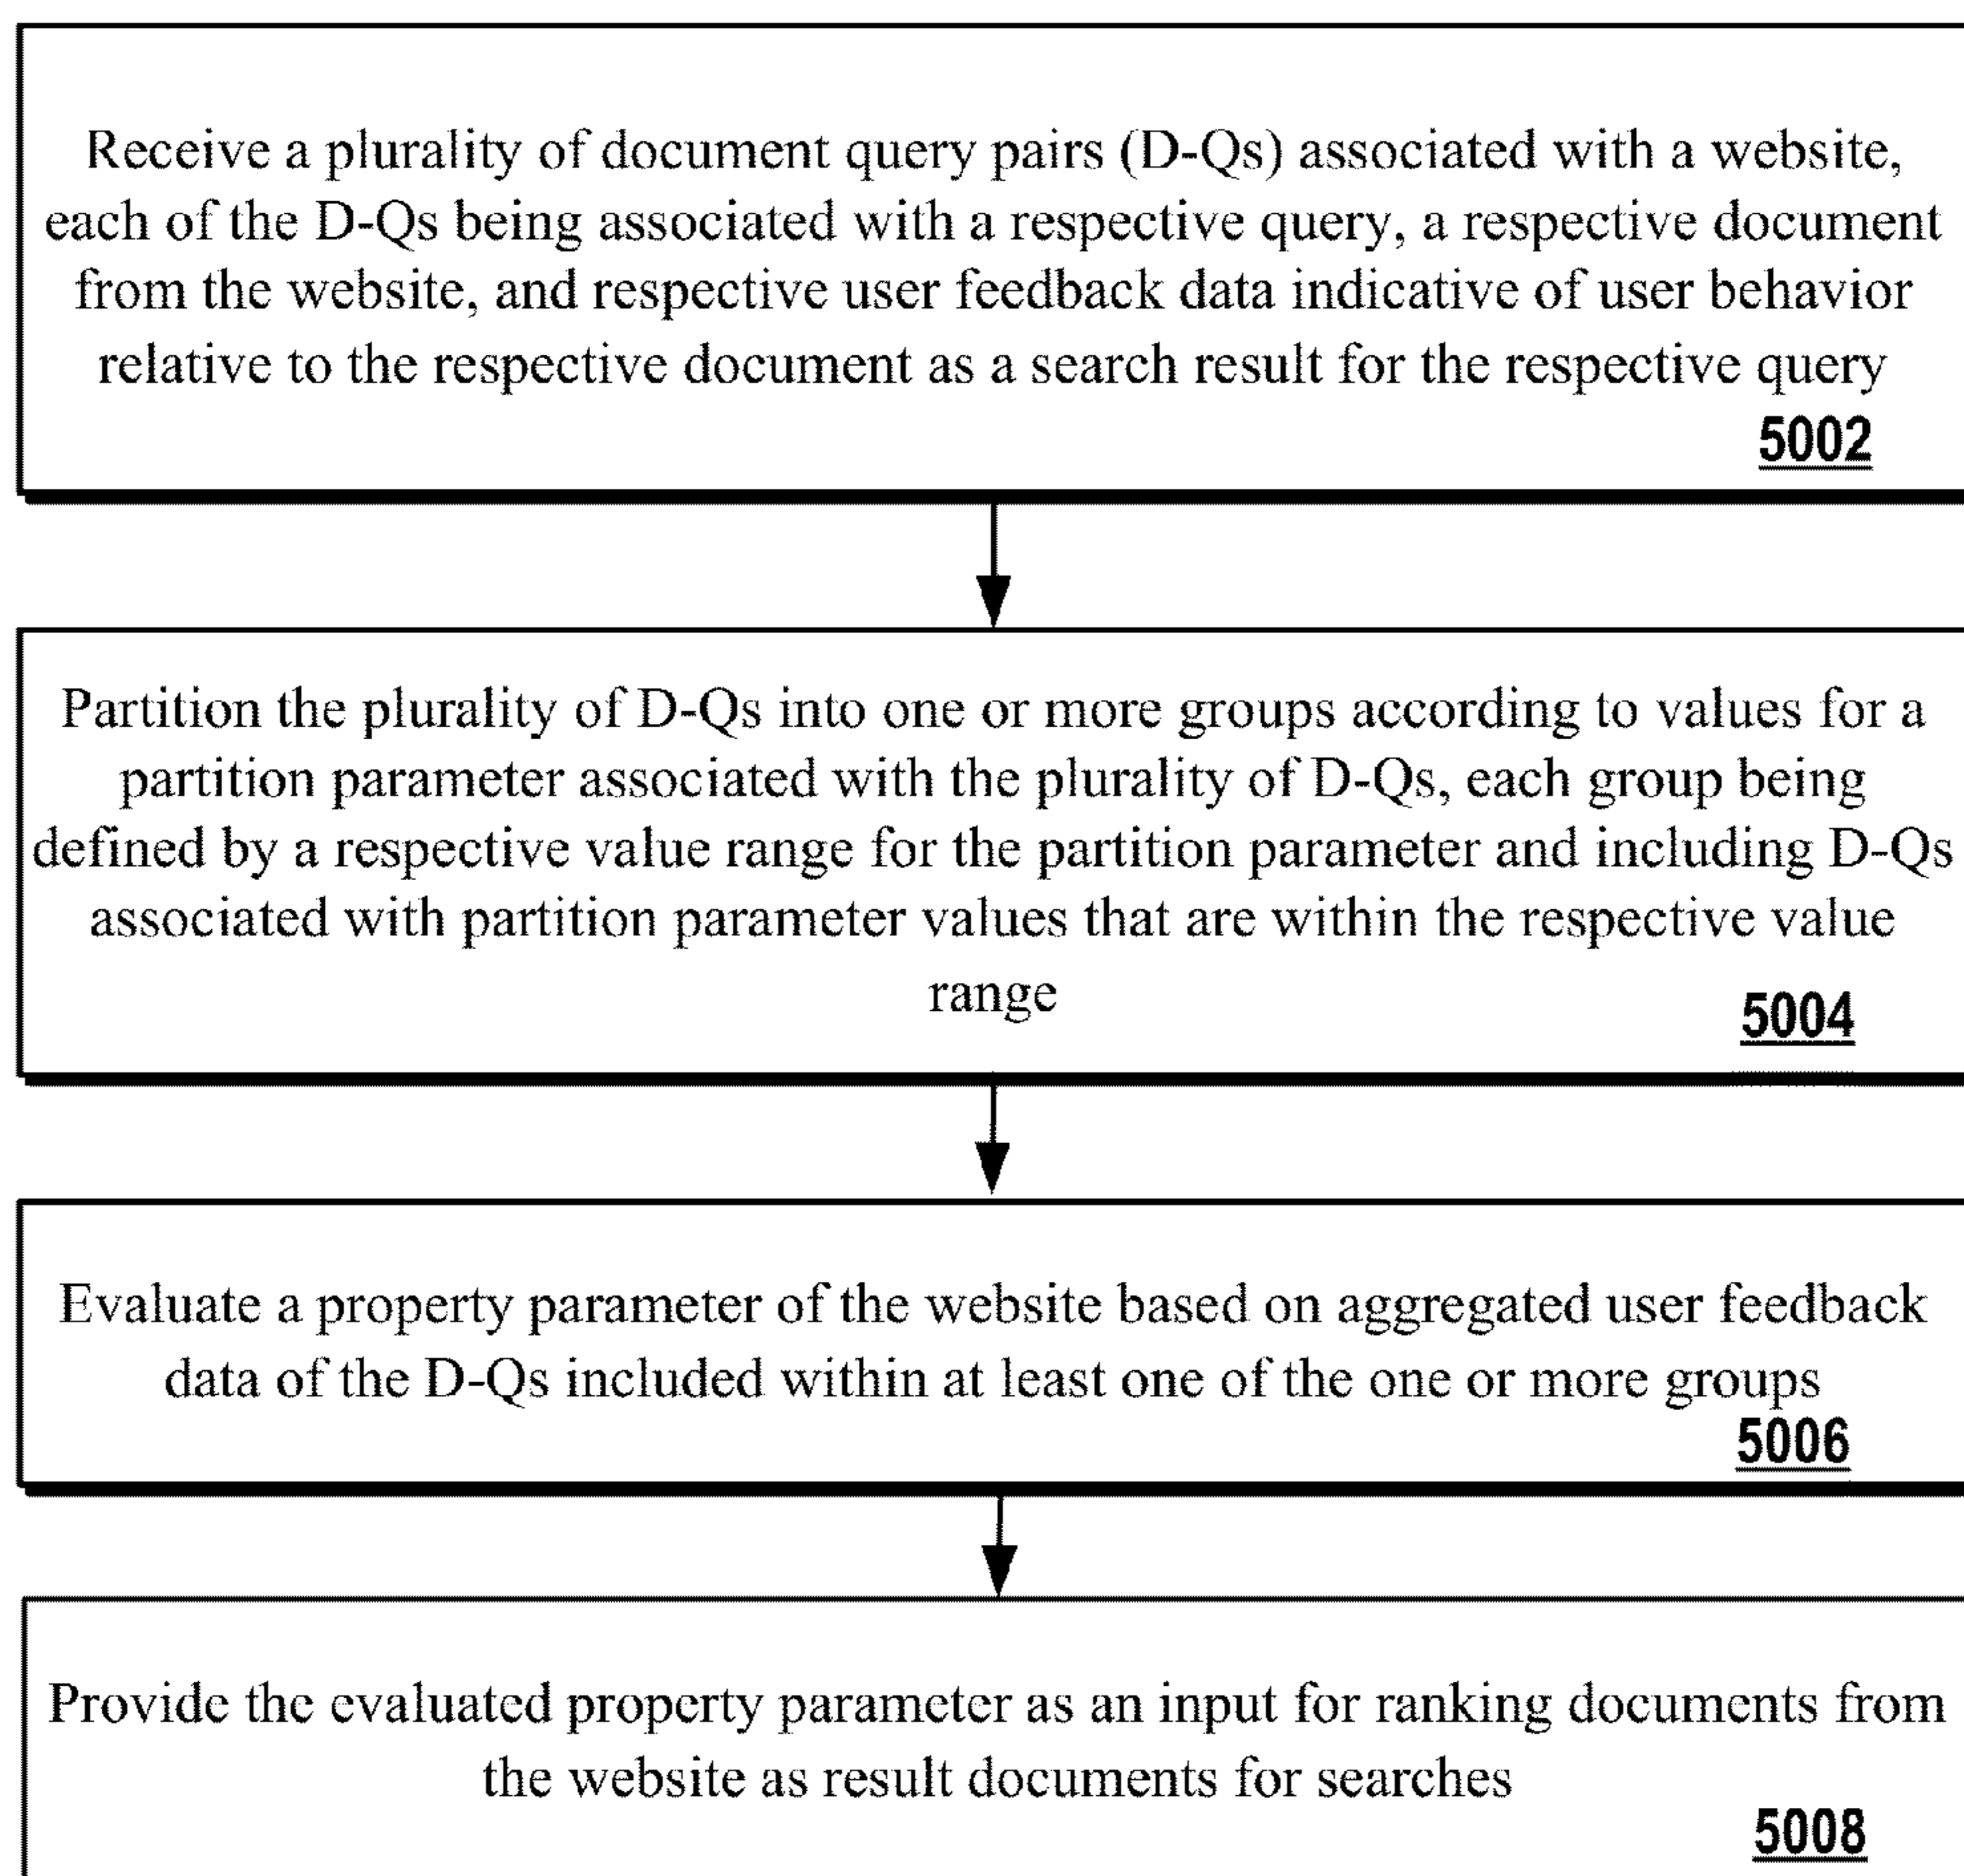 Receive a plurality of document query pairs (D-Qs) associated with a website,
each of the D-Qs being associated with a respective query, a respective document
from the website, and respective user feedback data indicative of user behavior
relative to the respective document as a search result for the respective query
5002
Partition the plurality of D-Qs into one or more groups according to values for a
partition parameter associated with the plurality of D-Qs, each group being
defined by a respective value range for the partition parameter and including D-Qs
associated with partition parameter values that are within the respective value
range
5004
Evaluate a property parameter of the website based on aggregated user feedback
data of the D-Qs included within at least one of the one or more groups
5006
Provide the evaluated property parameter as an input for ranking documents from
the website as result documents for searches
5008